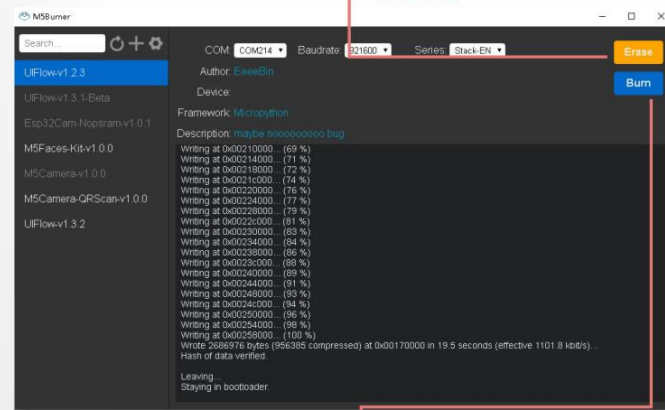 M5Burner
Search...
COM: COM214 Baudrate: 921600 Series: Stack-EN
Erase
Burn
UIFlow-v1.2.3
UIFlow-v1.3.1-Beta
Esp32Cam-Nopsram-v1.0.1
M5Faces-Kit-v1.0.0
M5Camera-v1.0.0
M5Camera-QRScan-v1.0.0
UIFlow-v1.3.2
Author: EeeeBin
Device:
Framework: Micropython
Description: maybe nooooooooo bug
Writing at 0x00210000... (69 %)
Writing at 0x00214000... (71 %)
Writing at 0x00218000... (72 %)
Writing at 0x0021c000... (74 %)
Writing at 0x00220000... (76 %)
Writing at 0x00224000... (77 %)
Writing at 0x00228000... (79 %)
Writing at 0x0022c000... (81 %)
Writing at 0x00230000... (83 %)
Writing at 0x00234000... (84 %)
Writing at 0x00238000... (86 %)
Writing at 0x0023c000... (88 %)
Writing at 0x00240000... (89 %)
Writing at 0x00244000... (91 %)
Writing at 0x00248000... (93 %)
Writing at 0x0024c000... (94 %)
Writing at 0x00250000... (96 %)
Writing at 0x00254000... (98 %)
Writing at 0x00258000... (100 %)
Wrote 2686976 bytes (956385 compressed) at 0x00170000 in 19.5 seconds (effective 1101.8 kbit/s)...
Hash of data verified.
Leaving...
Staying in bootloader.